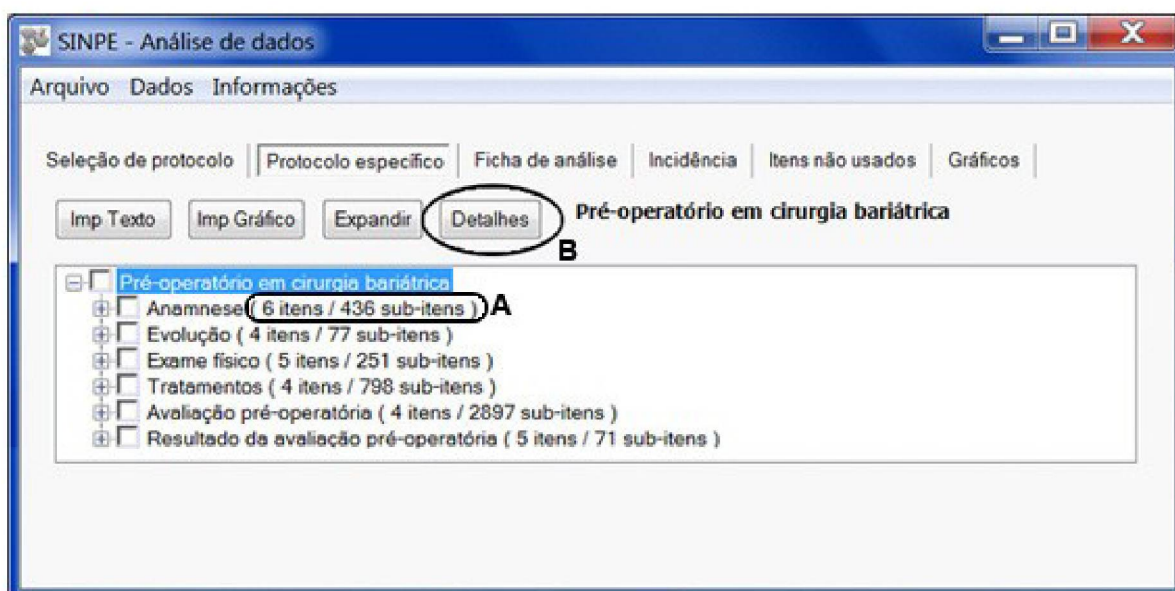 SINPE - Análise de dados
Arquivo Dados Informações
Seleção de protocolo Protocolo específico Ficha de análise Incidência Itens não usados Gráficos
Imp Texto Imp Gráfico Expandir Detalhes Pré-operatório em cirurgia bariátrica
B
Pré-operatório em cirurgia bariátrica
Anamnese ( 6 itens / 436 sub-itens ) A
Evolução ( 4 itens / 77 sub-itens )
Exame físico ( 5 itens / 251 sub-itens )
Tratamentos ( 4 itens / 798 sub-itens )
Avaliação pré-operatória ( 4 itens / 2897 sub-itens )
Resultado da avaliação pré-operatória ( 5 itens / 71 sub-itens )